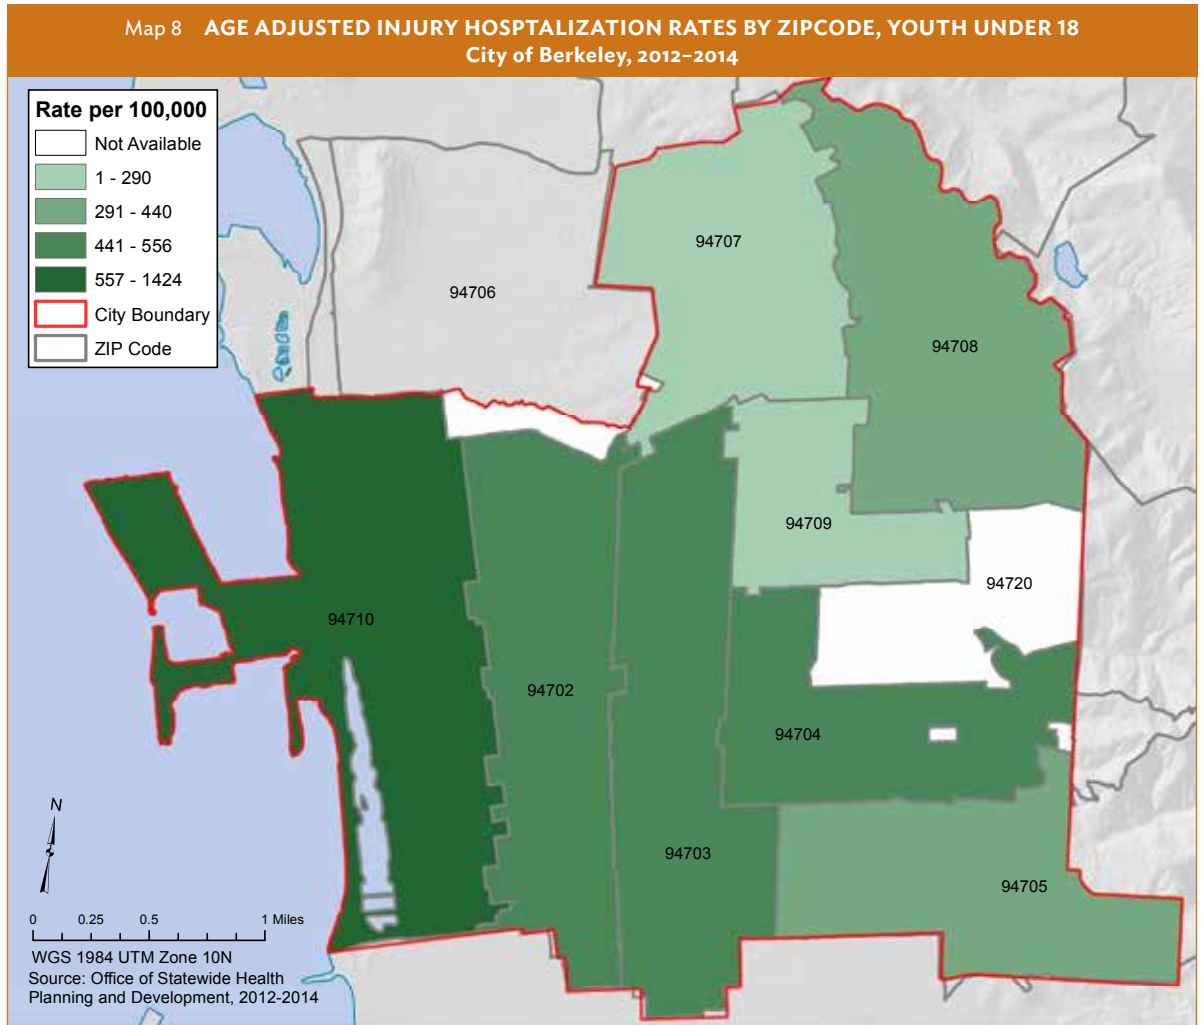 Map 8 AGE ADJUSTED INJURY HOSPTALIZATION RATES BY ZIPCODE, YOUTH UNDER 18
City of Berkeley, 2012–2014
Rate per 100,000
Not Available
1 - 290
291 - 440
441 - 556
557 - 1424
City Boundary
ZIP Code
94707
94706
94708
94709
94720
94710
94702
94704
94703
94705
N
0 0.25 0.5 1 Miles
WGS 1984 UTM Zone 10N
Source: Office of Statewide Health
Planning and Development, 2012-2014